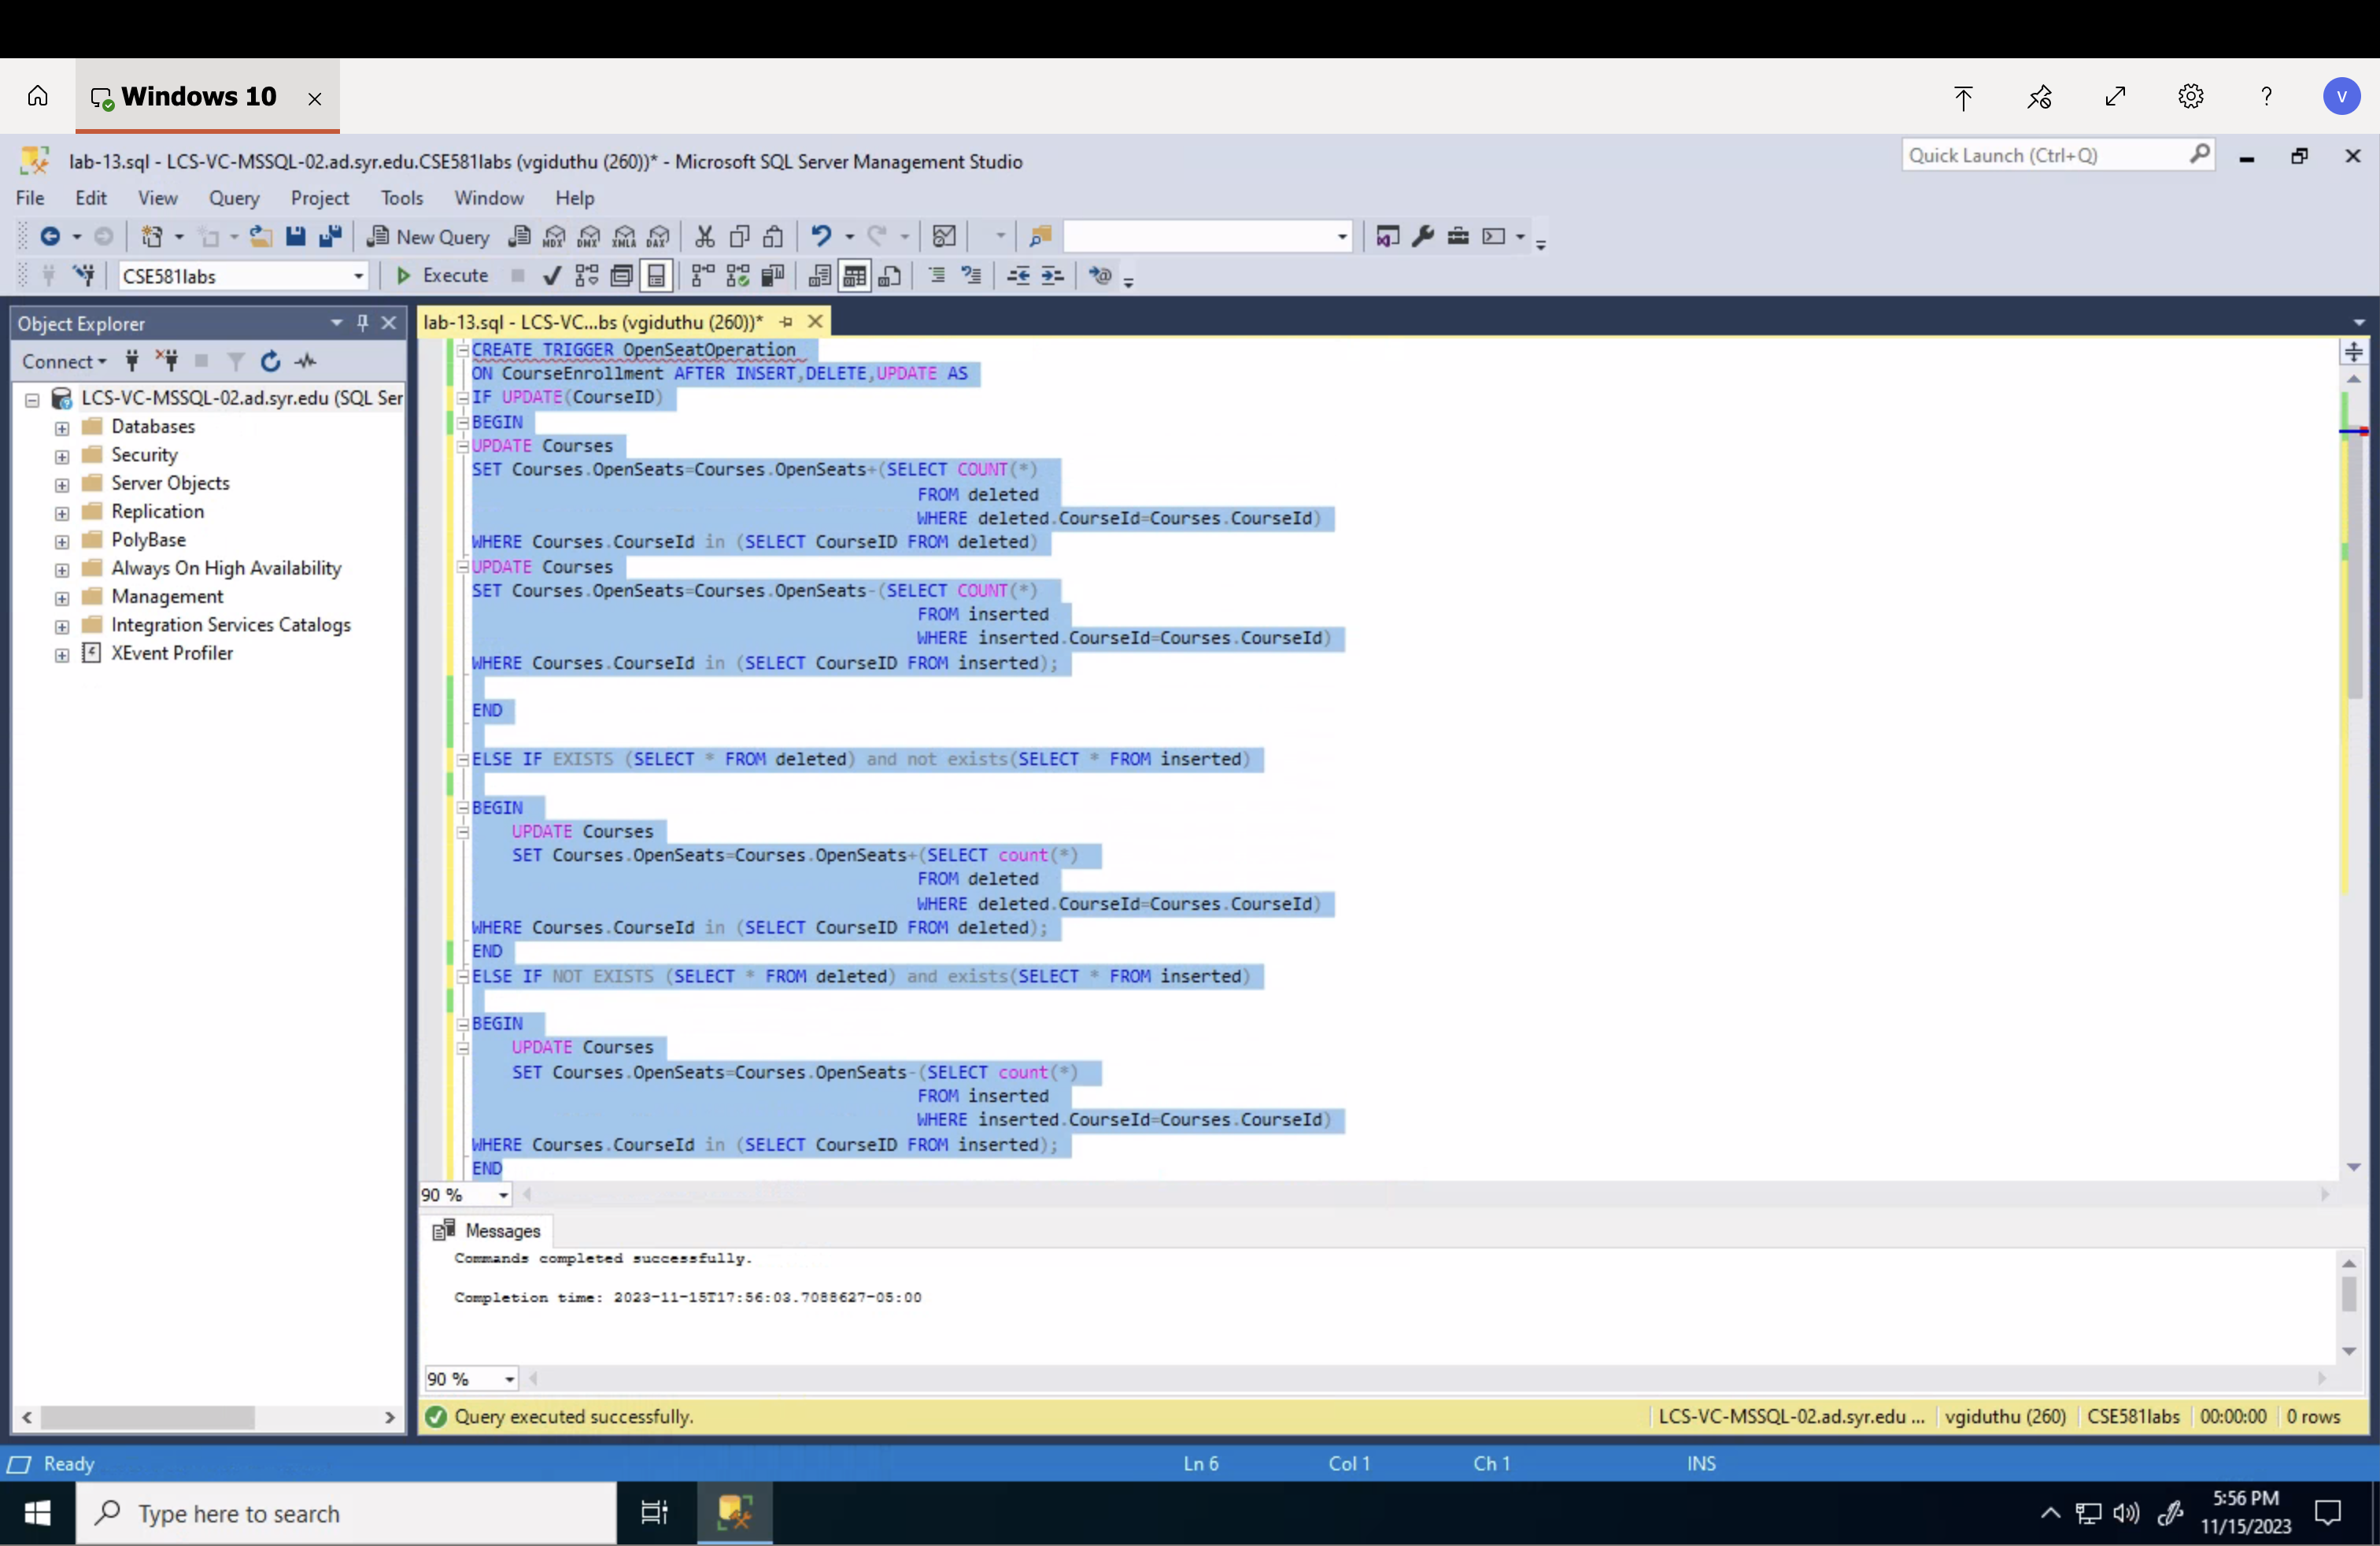 Windows 10
V
lab-13.sql - LCS-VC-MSSQL-02.ad.syr.edu.CSE581labs (vgiduthu (260))* - Microsoft SQL Server Management Studio
Quick Launch (Ctrl+Q)
File Edit View Query Project Tools Window Help
New Query MDX DMX XMLA DAX
CSE581labs Execute
Object Explorer
lab-13.sql - LCS-VC...bs (vgiduthu (260))*
Connect
LCS-VC-MSSQL-02.ad.syr.edu (SQL Ser
Databases
Security
Server Objects
Replication
PolyBase
Always On High Availability
Management
Integration Services Catalogs
XEvent Profiler
CREATE TRIGGER OpenSeatOperation
ON CourseEnrollment AFTER INSERT,DELETE,UPDATE AS
IF UPDATE(CourseID)
BEGIN
UPDATE Courses
SET Courses.OpenSeats=Courses.OpenSeats+(SELECT COUNT(*)
FROM deleted
WHERE deleted.CourseId=Courses.CourseId)
WHERE Courses.CourseId in (SELECT CourseID FROM deleted)
UPDATE Courses
SET Courses.OpenSeats=Courses.OpenSeats-(SELECT COUNT(*)
FROM inserted
WHERE inserted.CourseId=Courses.CourseId)
WHERE Courses.CourseId in (SELECT CourseID FROM inserted);
END
ELSE IF EXISTS (SELECT * FROM deleted) and not exists(SELECT * FROM inserted)
BEGIN
UPDATE Courses
SET Courses.OpenSeats=Courses.OpenSeats+(SELECT count(*)
FROM deleted
WHERE deleted.CourseId=Courses.CourseId)
WHERE Courses.CourseId in (SELECT CourseID FROM deleted);
END
ELSE IF NOT EXISTS (SELECT * FROM deleted) and exists(SELECT * FROM inserted)
BEGIN
UPDATE Courses
SET Courses.OpenSeats=Courses.OpenSeats-(SELECT count(*)
FROM inserted
WHERE inserted.CourseId=Courses.CourseId)
WHERE Courses.CourseId in (SELECT CourseID FROM inserted);
END
90 %
Messages
Commands completed successfully.
Completion time: 2023-11-15T17:56:03.7088627-05:00
90 %
Query executed successfully.
LCS-VC-MSSQL-02.ad.syr.edu ... vgiduthu (260) CSE581labs 00:00:00 0 rows
Ready Ln 6 Col 1 Ch 1 INS
Type here to search
5:56 PM
11/15/2023